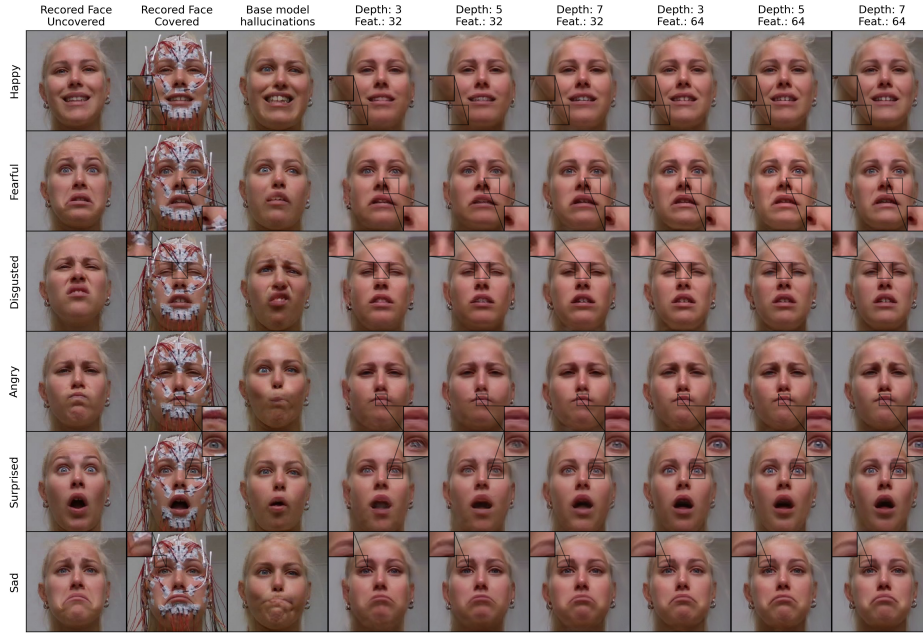 Recored Face
Uncovered
Recored Face
Covered
Base model
hallucinations
Depth: 3
Feat.: 32
Depth: 5
Feat.: 32
Depth: 7
Feat.: 32
Depth: 3
Feat.: 64
Depth: 5
Feat.: 64
Depth: 7
Feat.: 64
Happy
Fearful
Disgusted
Angry
Surprised
Sad